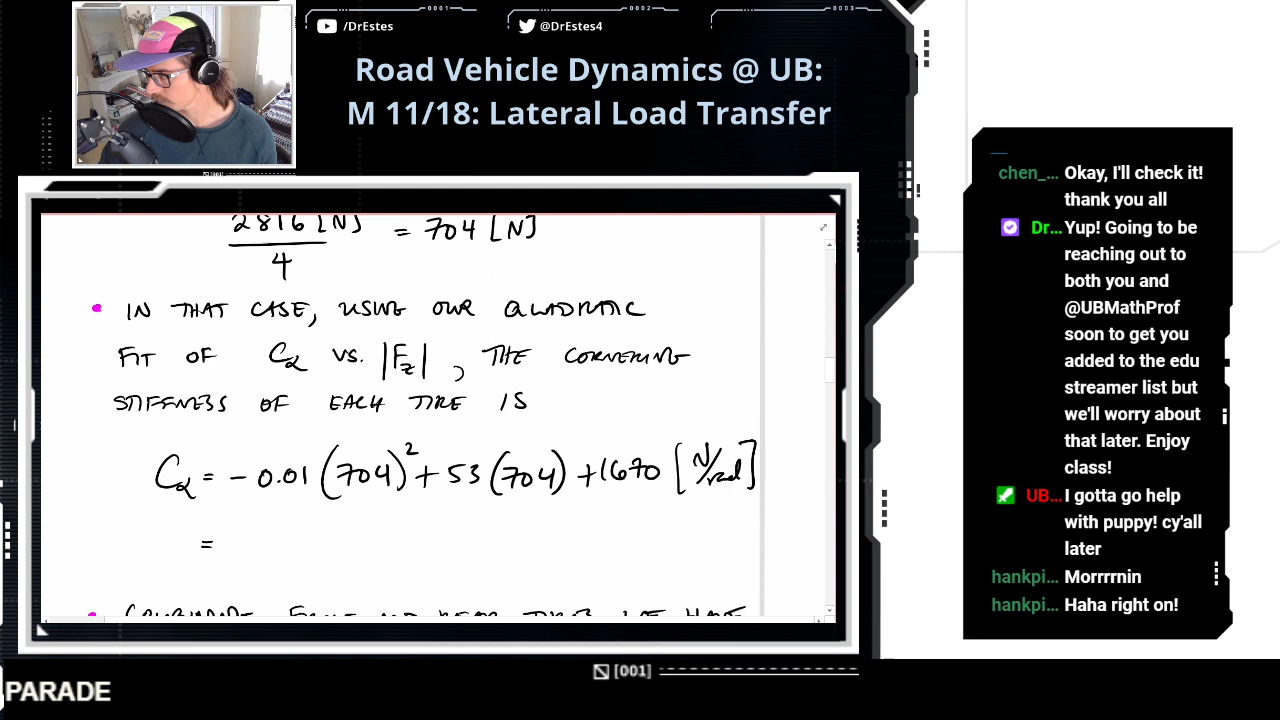 0001
0002
0003
/DrEstes
@DrEstes4
Road Vehicle Dynamics @ UB:
M 11/18: Lateral Load Transfer
[001]
2816 [N] / 4 = 704 [N]
• IN THAT CASE, USING OUR QUADRATIC
FIT OF Cα VS. |Fz|, THE CORNERING
STIFFNESS OF EACH TIRE IS
Cα = -0.01 (704)² + 53 (704) + 1670 [N/rad]
=
[001]
PARADE
chen_... Okay, I'll check it!
thank you all
Dr... Yup! Going to be
reaching out to
both you and
@UBMathProf
soon to get you
added to the edu
streamer list but
we'll worry about
that later. Enjoy
class!
UB... I gotta go help
with puppy! cy'all
later
hankpi... Morrrrnin
hankpi... Haha right on!